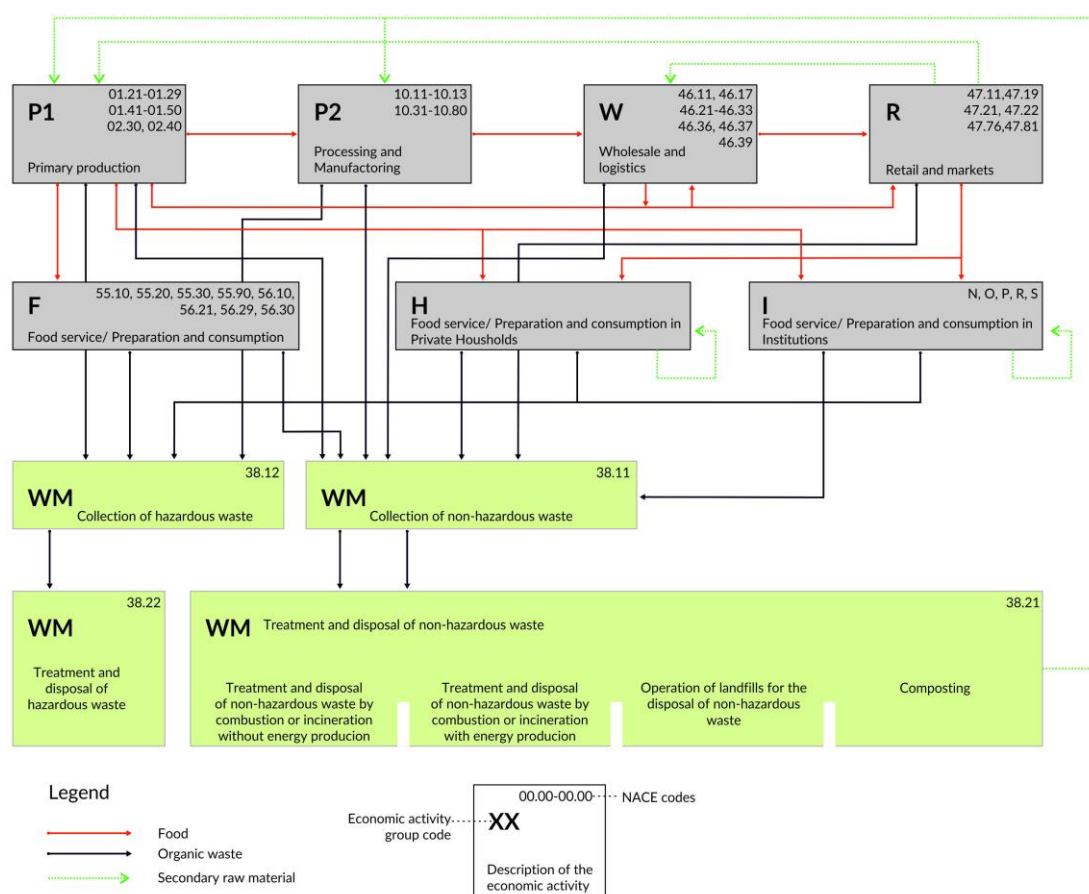 P1
01.21-01.29
01.41-01.50
02.30, 02.40
Primary production
P2
10.11-10.13
10.31-10.80
Processing and
Manufactoring
W
46.11, 46.17
46.21-46.33
46.36, 46.37
46.39
Wholesale and
logistics
R
47.11,47.19
47.21, 47.22
47.76,47.81
Retail and markets
F
55.10, 55.20, 55.30, 55.90, 56.10,
56.21, 56.29, 56.30
Food service/ Preparation and consumption
H
Food service/ Preparation and consumption in
Private Housholds
I
N, O, P, R, S
Food service/ Preparation and consumption in
Institutions
38.12
WM
Collection of hazardous waste
38.11
WM
Collection of non-hazardous waste
38.22
WM
Treatment and
disposal of
hazardous waste
38.21
WM
Treatment and disposal of non-hazardous waste
Treatment and disposal
of non-hazardous waste by
combustion or incineration
without energy producion
Treatment and disposal
of non-hazardous waste by
combustion or incineration
with energy producion
Operation of landfills for the
disposal of non-hazardous
waste
Composting
Legend
Food
Organic waste
Secondary raw material
00.00-00.00
NACE codes
Economic activity
group code
XX
Description of the
economic activity